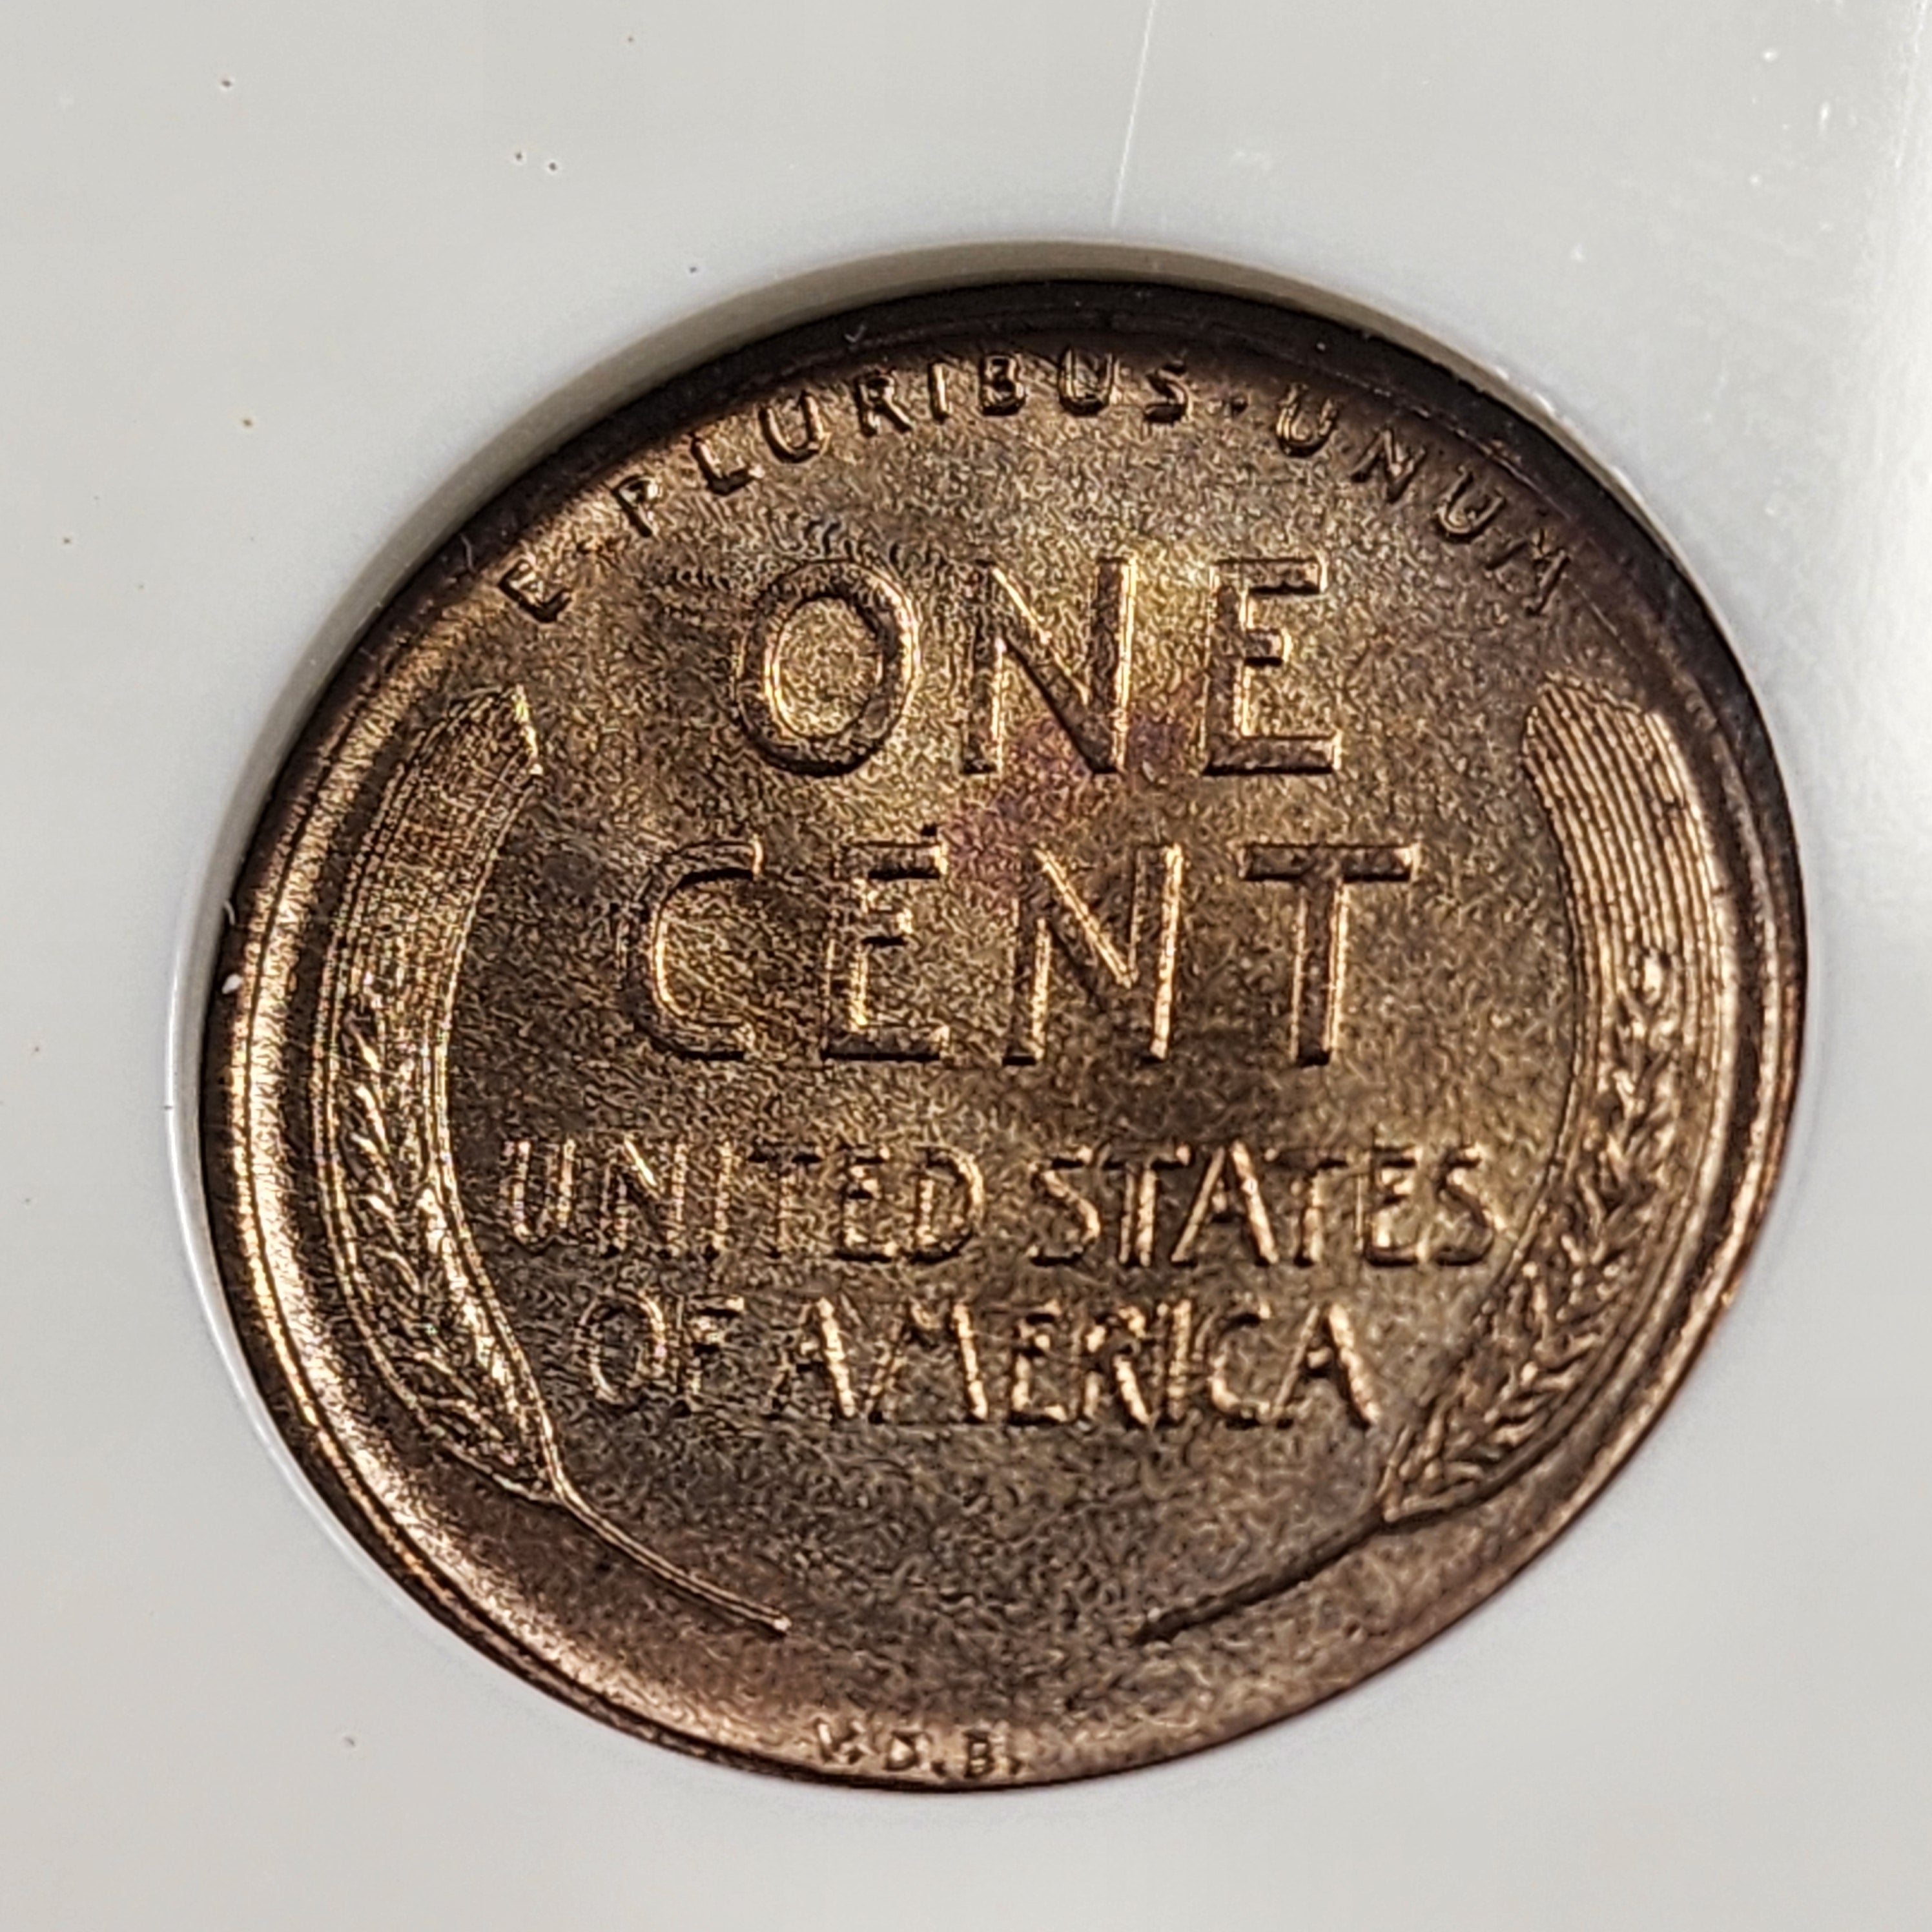 E·PLURIBUS·UNUM
ONE
CENT
UNITED STATES
OF AMERICA
V.D.B.